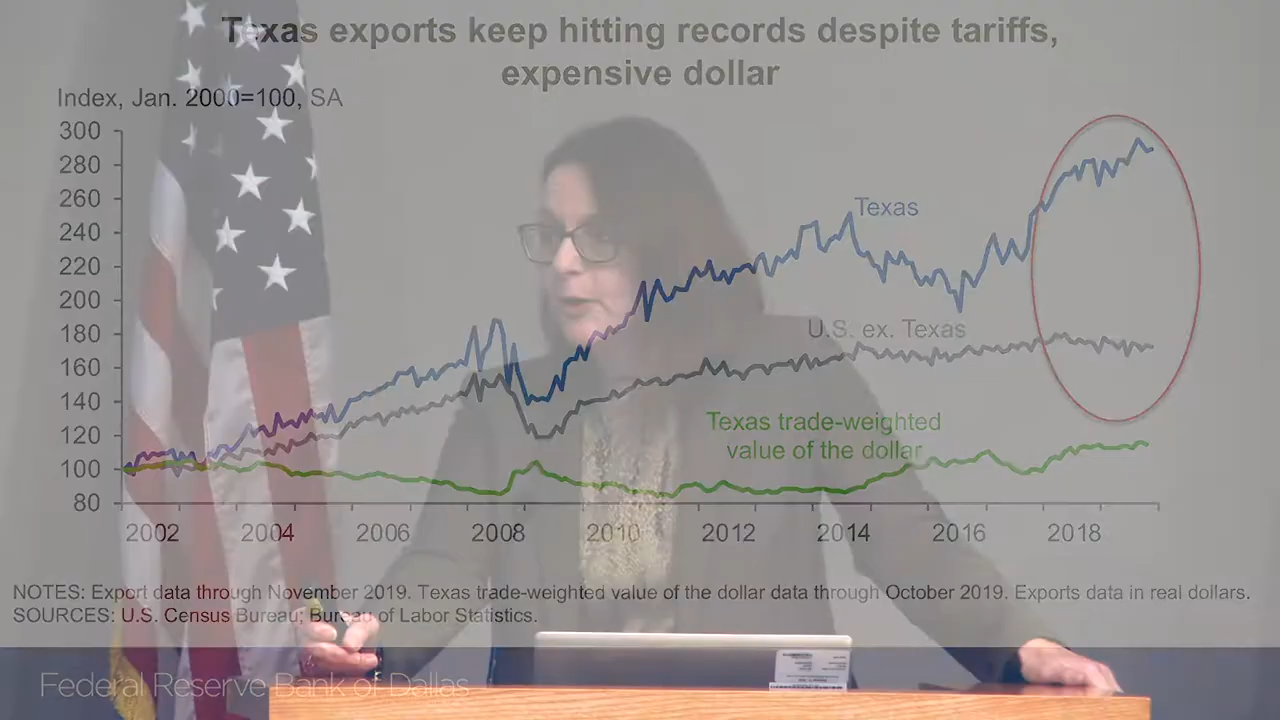 Texas exports keep hitting records despite tariffs,
expensive dollar
Index, Jan. 2000=100, SA
300
280
260
240
220
200
180
160
140
120
100
80
Texas
U.S. ex. Texas
Texas trade-weighted
value of the dollar
2002 2004 2006 2008 2010 2012 2014 2016 2018
NOTES: Export data through November 2019. Texas trade-weighted value of the dollar data through October 2019. Exports data in real dollars.
SOURCES: U.S. Census Bureau; Bureau of Labor Statistics.
Federal Reserve Bank of Dallas